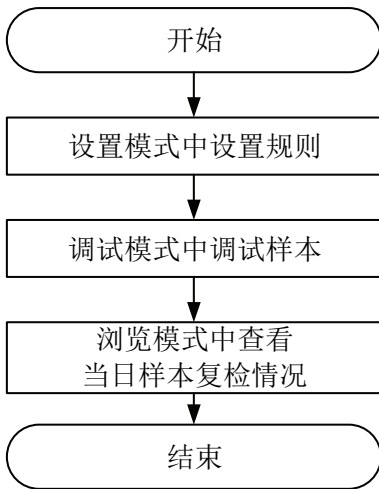 开始
设置模式中设置规则
调试模式中调试样本
浏览模式中查看
当日样本复检情况
结束